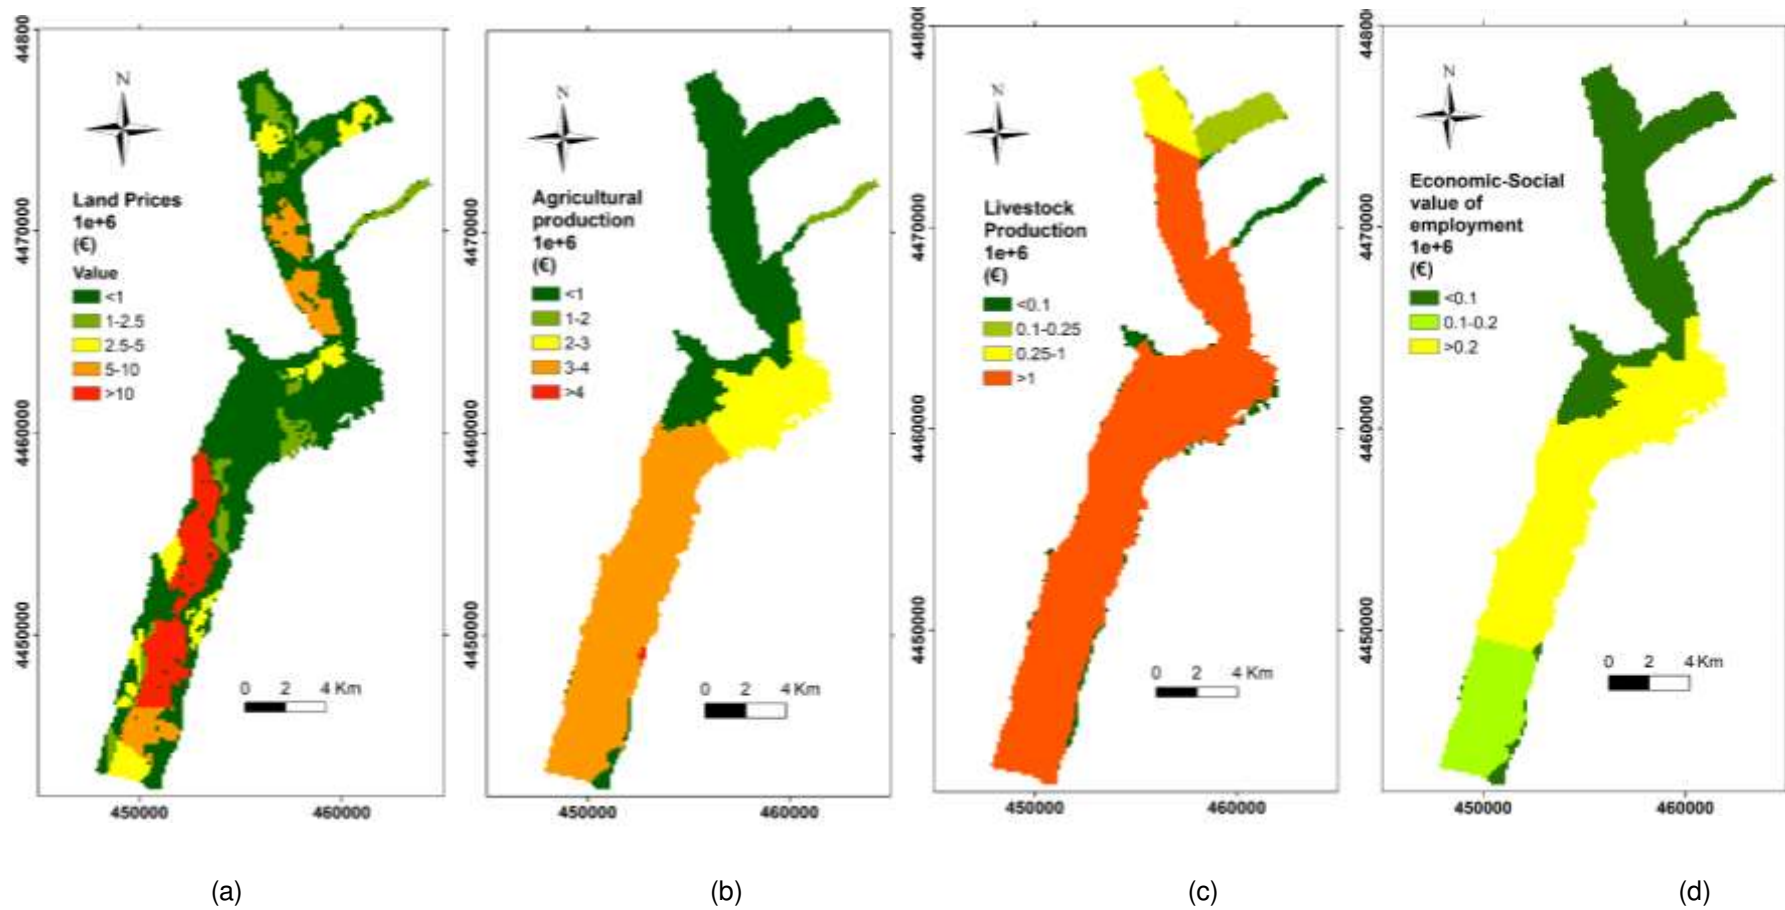 N
Land Prices
1e+6
(€)
Value
<1
1-2.5
2.5-5
5-10
>10
0 2 4 Km
4470000
4460000
4450000
450000 460000
(a)
N
Agricultural
production
1e+6
(€)
<1
1-2
2-3
3-4
>4
0 2 4 Km
4470000
4460000
4450000
450000 460000
(b)
N
Livestock
Production
1e+6
(€)
<0.1
0.1-0.25
0.25-1
>1
0 2 4 Km
4470000
4460000
4450000
450000 460000
(c)
N
Economic-Social
value of
employment
1e+6
(€)
<0.1
0.1-0.2
>0.2
0 2 4 Km
4470000
4460000
4450000
450000 460000
(d)